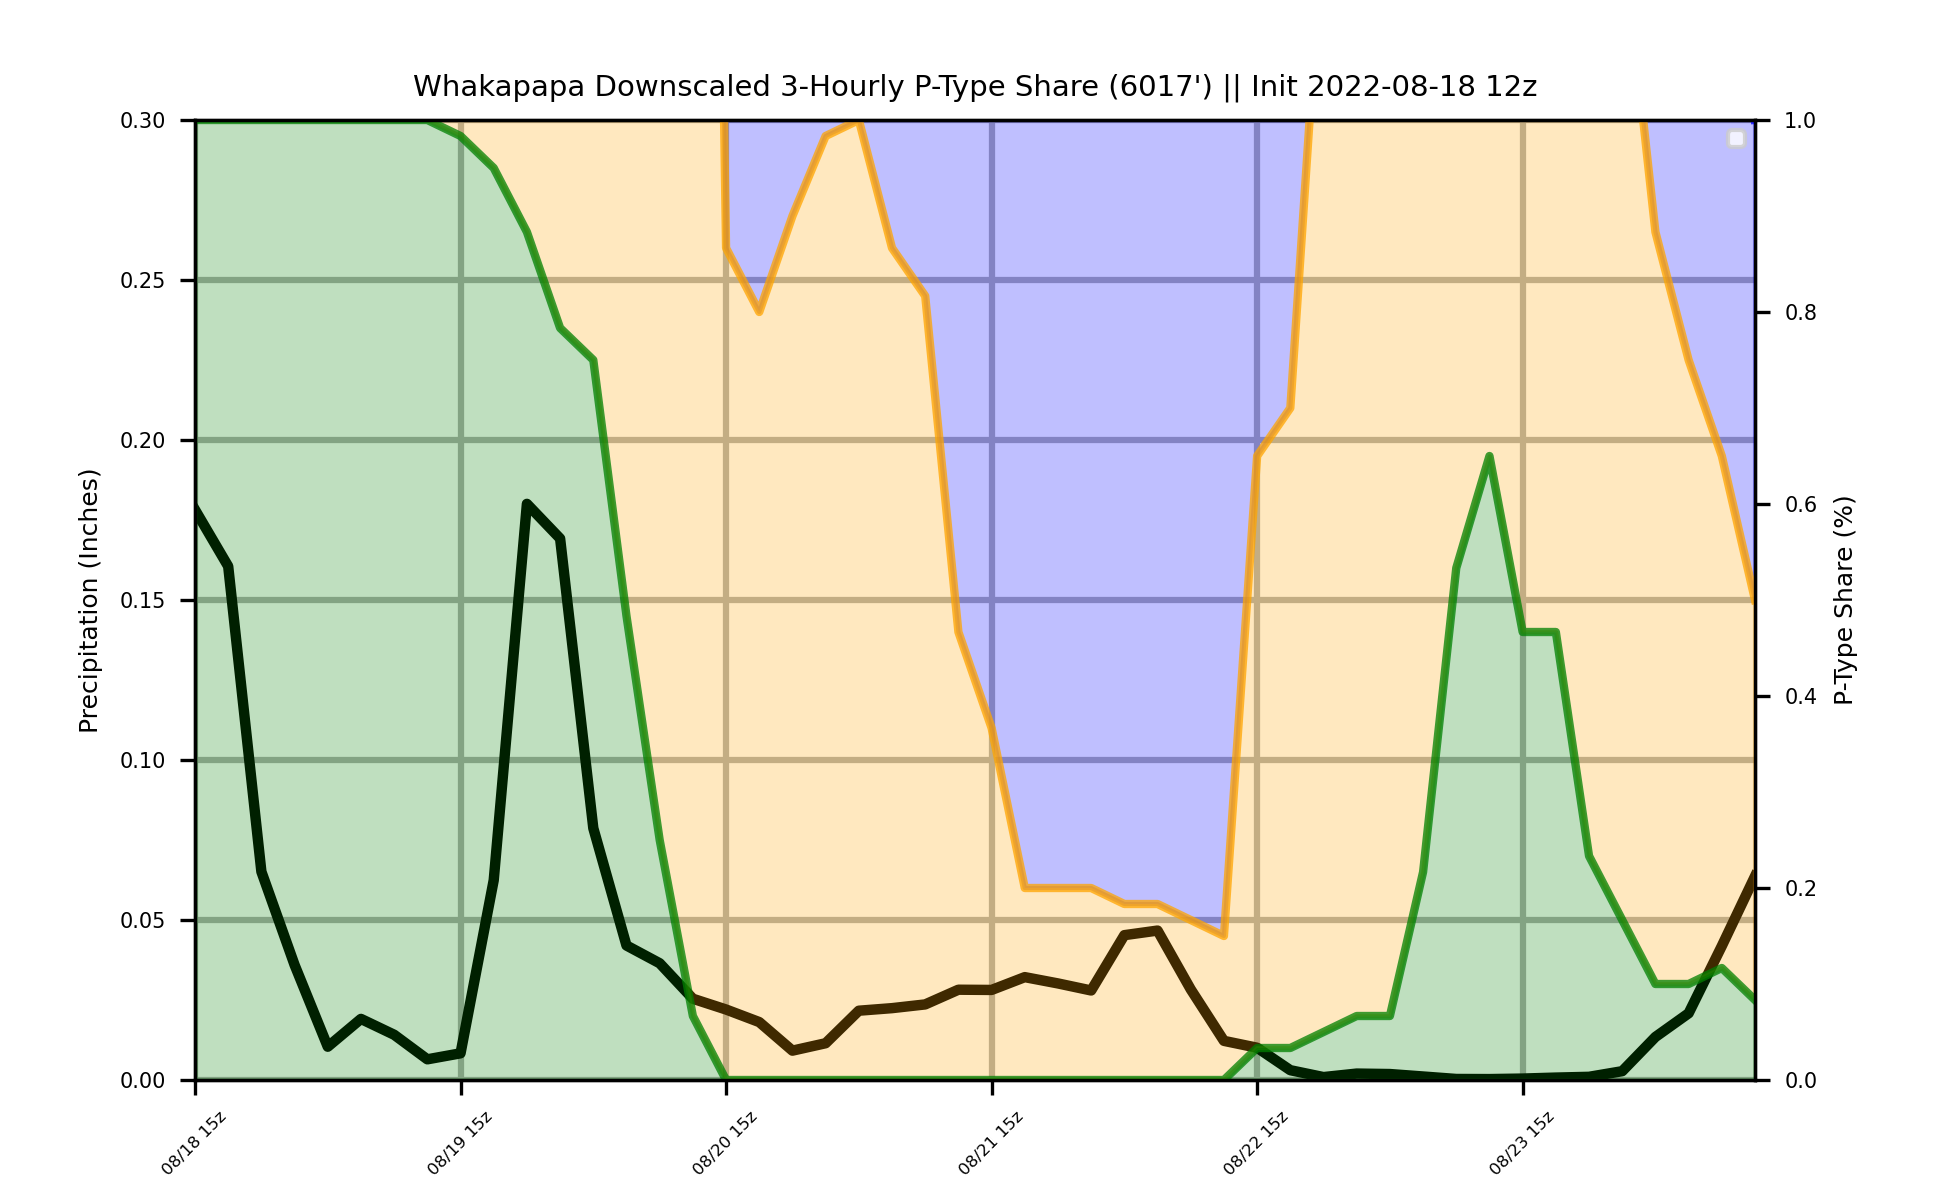 Whakapapa Downscaled 3-Hourly P-Type Share (6017') || Init 2022-08-18 12z
0.30
0.25
0.20
0.15
0.10
0.05
0.00
Precipitation (Inches)
1.0
0.8
0.6
0.4
0.2
0.0
P-Type Share (%)
08/18 15z
08/19 15z
08/20 15z
08/21 15z
08/22 15z
08/23 15z